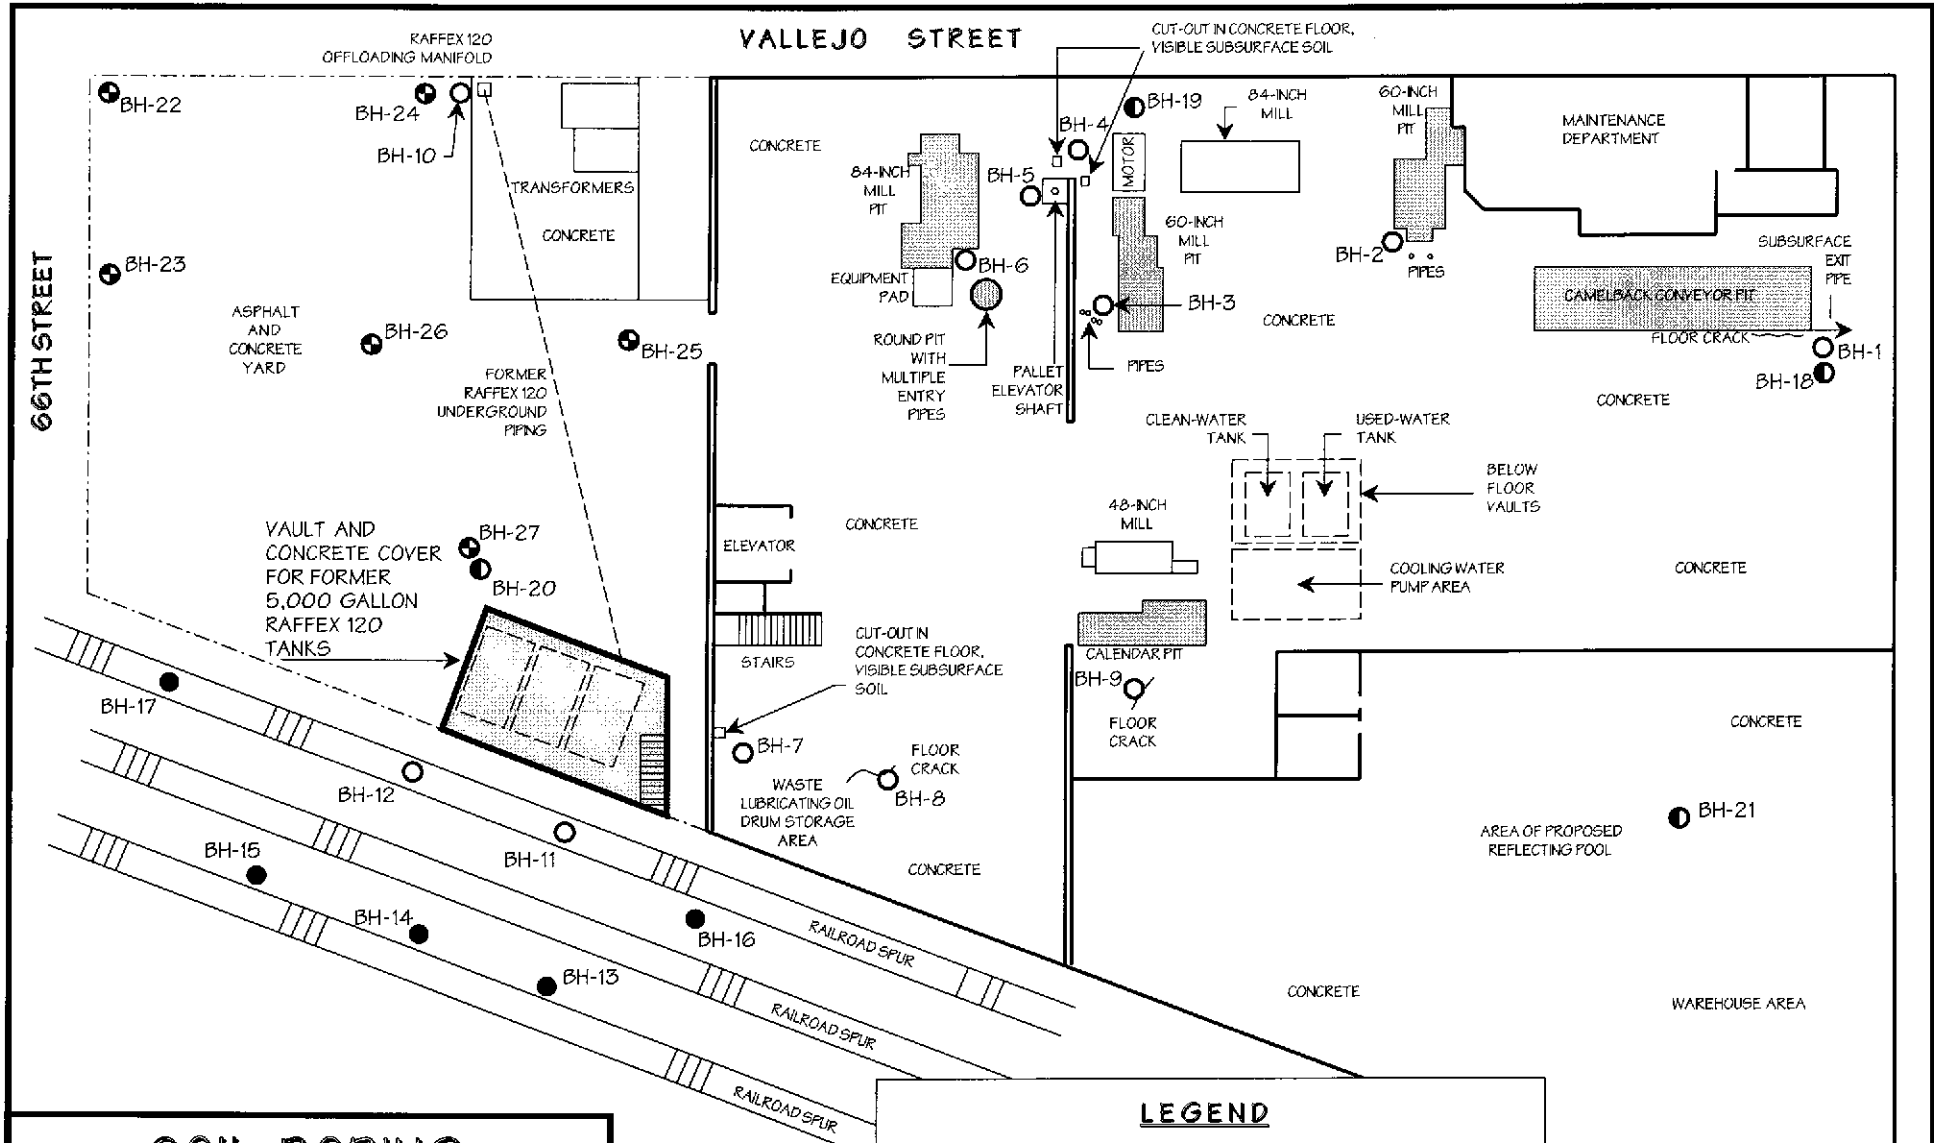 VALLEJO STREET
RAFFEX 120
OFFLOADING MANIFOLD
CUT-OUT IN CONCRETE FLOOR,
VISIBLE SUBSURFACE SOIL
BH-22
BH-24
BH-10
TRANSFORMERS
CONCRETE
CONCRETE
84-INCH
MILL
PIT
BH-4
BH-19
BH-5
MOTOR
84-INCH
MILL
60-INCH
MILL
PIT
MAINTENANCE
DEPARTMENT
66TH STREET
BH-23
ASPHALT
AND
CONCRETE
YARD
BH-26
BH-25
FORMER
RAFFEX 120
UNDERGROUND
PIPING
EQUIPMENT
PAD
BH-6
ROUND PIT
WITH
MULTIPLE
ENTRY
PIPES
PALLET
ELEVATOR
SHAFT
60-INCH
MILL
PIT
BH-3
PIPES
CONCRETE
BH-2
PIPES
SUBSURFACE
EXIT
PIPE
CAMELBACK CONVEYOR PIT
FLOOR CRACK
BH-1
BH-18
CONCRETE
CLEAN-WATER
TANK
USED-WATER
TANK
BELOW
FLOOR
VAULTS
48-INCH
MILL
CONCRETE
ELEVATOR
COOLING WATER
PUMP AREA
CONCRETE
VAULT AND
CONCRETE COVER
FOR FORMER
5,000 GALLON
RAFFEX 120
TANKS
BH-27
BH-20
STAIRS
CUT-OUT IN
CONCRETE FLOOR,
VISIBLE SUBSURFACE
SOIL
CALENDAR PIT
BH-9
FLOOR
CRACK
CONCRETE
BH-17
BH-12
BH-11
BH-7
WASTE
LUBRICATING OIL
DRUM STORAGE
AREA
FLOOR
CRACK
BH-8
CONCRETE
BH-21
AREA OF PROPOSED
REFLECTING POOL
BH-15
BH-14
BH-13
BH-16
RAILROAD SPUR
RAILROAD SPUR
RAILROAD SPUR
CONCRETE
WAREHOUSE AREA
LEGEND
SOIL BORING